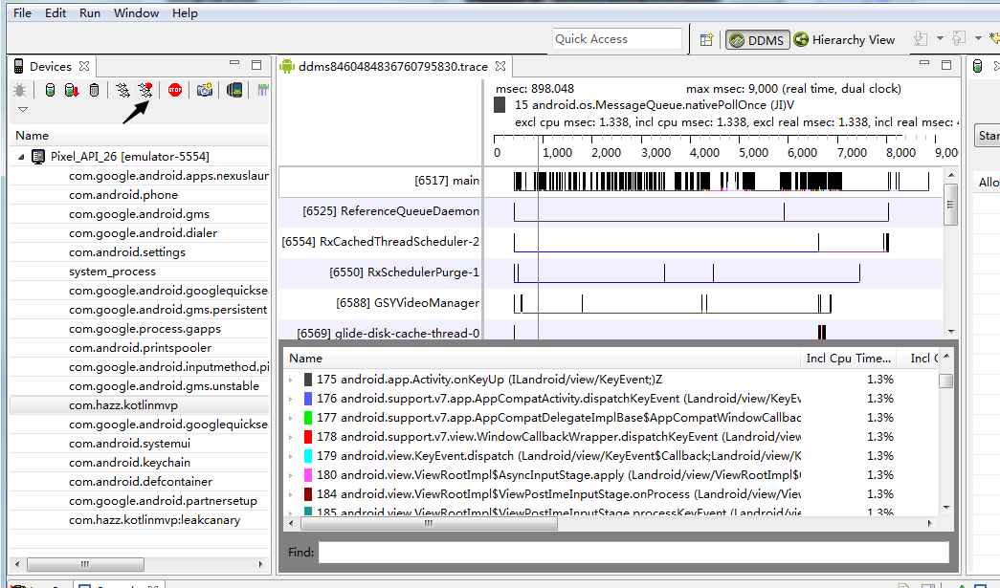 File Edit Run Window Help
Quick Access
DDMS
Hierarchy View
Devices
Name
Pixel_API_26 [emulator-5554]
com.google.android.apps.nexuslaun
com.android.phone
com.google.android.gms
com.google.android.dialer
com.android.settings
system_process
com.google.android.googlequickse
com.google.android.gms.persistent
com.google.process.gapps
com.android.printspooler
com.google.android.inputmethod.pi
com.google.android.gms.unstable
com.hazz.kotlinmvp
com.google.android.googlequickse
com.android.systemui
com.android.keychain
com.android.defcontainer
com.google.android.partnersetup
com.hazz.kotlinmvp:leakcanary
ddms8460484836760795830.trace
msec: 898.048 max msec: 9,000 (real time, dual clock)
15 android.os.MessageQueue.nativePollOnce (JI)V
excl cpu msec: 1.338, incl cpu msec: 1.338, excl real msec: 1.338, incl real msec:
0 1,000 2,000 3,000 4,000 5,000 6,000 7,000 8,000 9,00
[6517] main
[6525] ReferenceQueueDaemon
[6554] RxCachedThreadScheduler-2
[6550] RxSchedulerPurge-1
[6588] GSYVideoManager
[6569] glide-disk-cache-thread-0
Name Incl Cpu Time... Incl C
175 android.app.Activity.onKeyUp (ILandroid/view/KeyEvent;)Z 1.3%
176 android.support.v7.app.AppCompatActivity.dispatchKeyEvent (Landroid/view/KeyEv 1.3%
177 android.support.v7.app.AppCompatDelegateImplBase$AppCompatWindowCallbac 1.3%
178 android.support.v7.view.WindowCallbackWrapper.dispatchKeyEvent (Landroid/view 1.3%
179 android.view.KeyEvent.dispatch (Landroid/view/KeyEvent$Callback;Landroid/view/K 1.3%
180 android.view.ViewRootImpl$AsyncInputStage.apply (Landroid/view/ViewRootImpl$ 1.3%
184 android.view.ViewRootImpl$ViewPostImeInputStage.onProcess (Landroid/view/View 1.3%
185 android.view.ViewRootImpl$ViewPostImeInputStage.processKeyEvent (Landroid/view 1.3%
Find:
Star
Allo